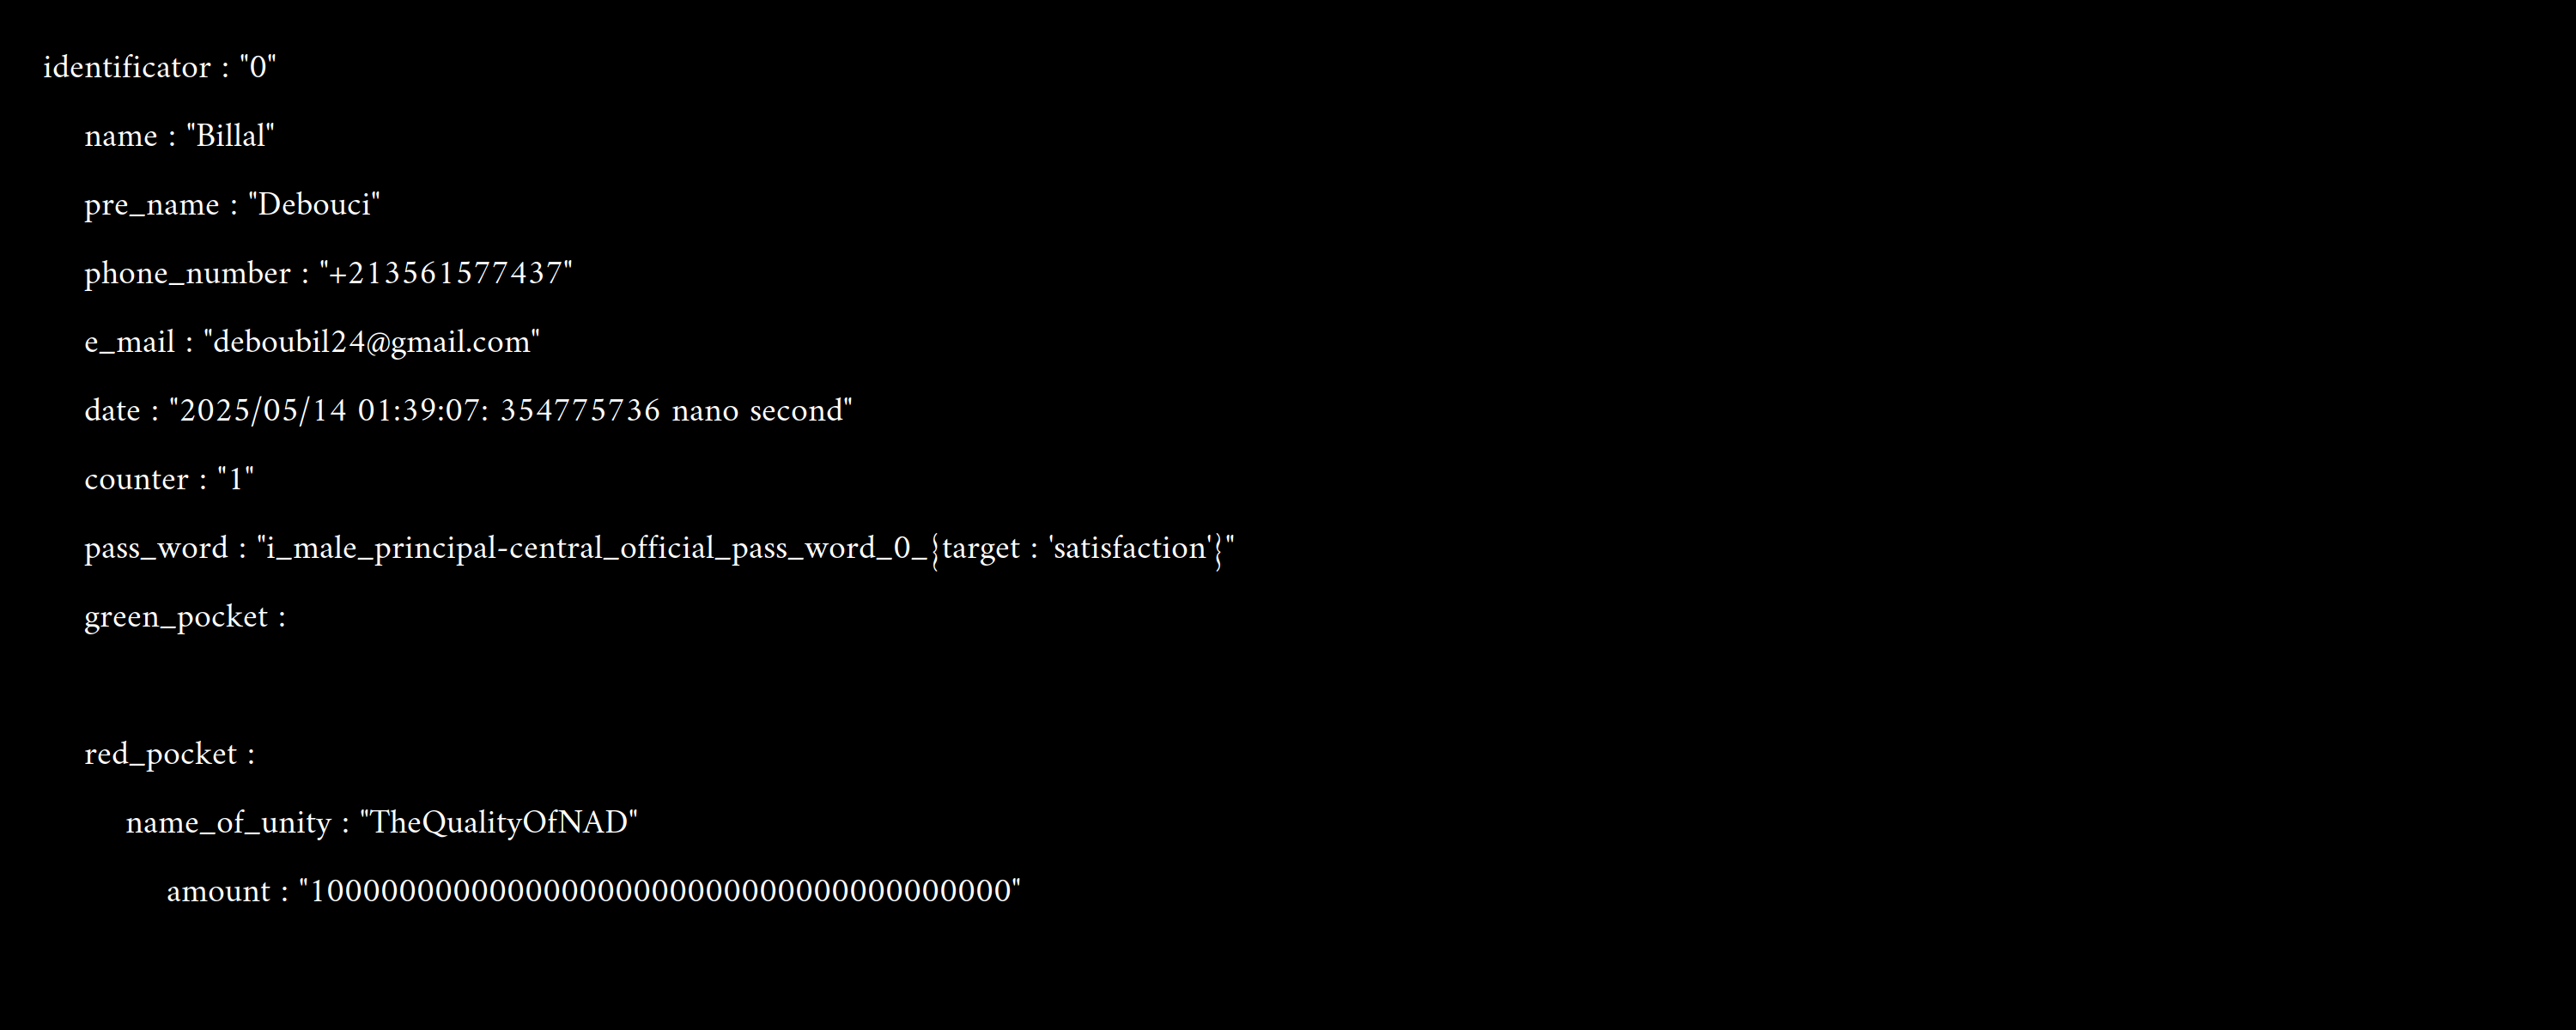 identificator : "0"
name : "Billal"
pre_name : "Debouci"
phone_number : "+213561577437"
e_mail : "deboubil24@gmail.com"
date : "2025/05/14 01:39:07: 354775736 nano second"
counter : "1"
pass_word : "i_male_principal-central_official_pass_word_0_{target : 'satisfaction'}"
green_pocket :
red_pocket :
name_of_unity : "TheQualityOfNAD"
amount : "100000000000000000000000000000000000000"